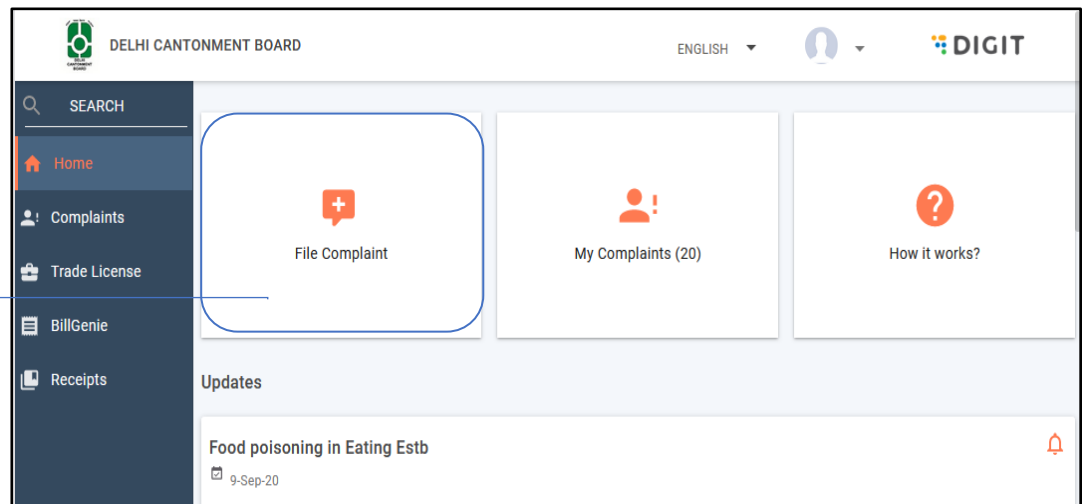 DELHI CANTONMENT BOARD
ENGLISH
DIGIT
SEARCH
Home
Complaints
Trade License
BillGenie
Receipts
File Complaint
My Complaints (20)
How it works?
Updates
Food poisoning in Eating Estb
9-Sep-20